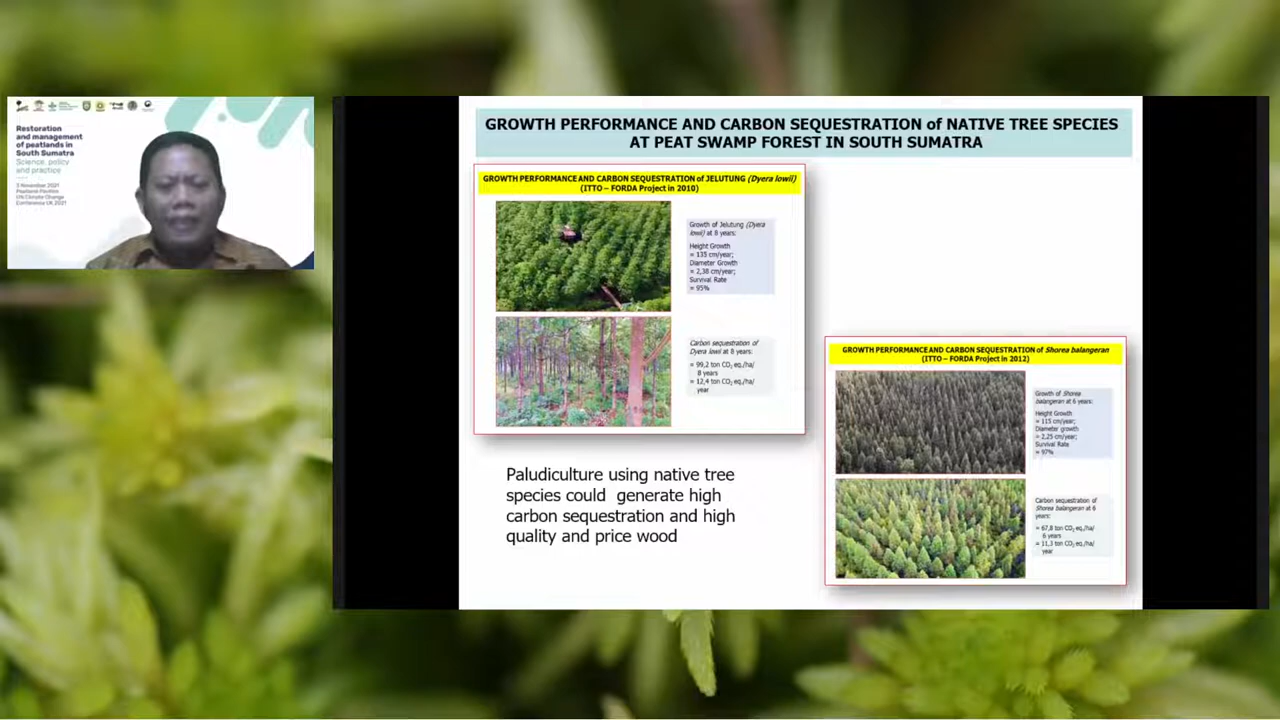 Restoration
and management
of peatlands in
South Sumatra
Science, policy
and practice
3 November 2021
Peatland Pavilion
UN Climate Change
Conference UK 2021
GROWTH PERFORMANCE AND CARBON SEQUESTRATION of NATIVE TREE SPECIES
AT PEAT SWAMP FOREST IN SOUTH SUMATRA
GROWTH PERFORMANCE AND CARBON SEQUESTRATION of JELUTUNG (Dyera lowii)
(ITTO – FORDA Project in 2010)
Growth of Jelutung (Dyera
lowii) at 8 years:
Height Growth
= 135 cm/year;
Diameter Growth
= 2,38 cm/year;
Survival Rate
= 95%
Carbon sequestration of
Dyera lowii at 8 years:
= 99,2 ton CO2 eq./ha/
8 years
= 12,4 ton CO2 eq./ha/
year
Paludiculture using native tree
species could generate high
carbon sequestration and high
quality and price wood
GROWTH PERFORMANCE AND CARBON SEQUESTRATION of Shorea balangeran
(ITTO – FORDA Project in 2012)
Growth of Shorea
balangeran at 6 years:
Height Growth
= 115 cm/year;
Diameter growth
= 2,25 cm/year;
Survival Rate
= 97%
Carbon sequestration of
Shorea balangeran at 6
years:
= 67,8 ton CO2 eq./ha/
6 years
= 11,3 ton CO2 eq./ha/
year